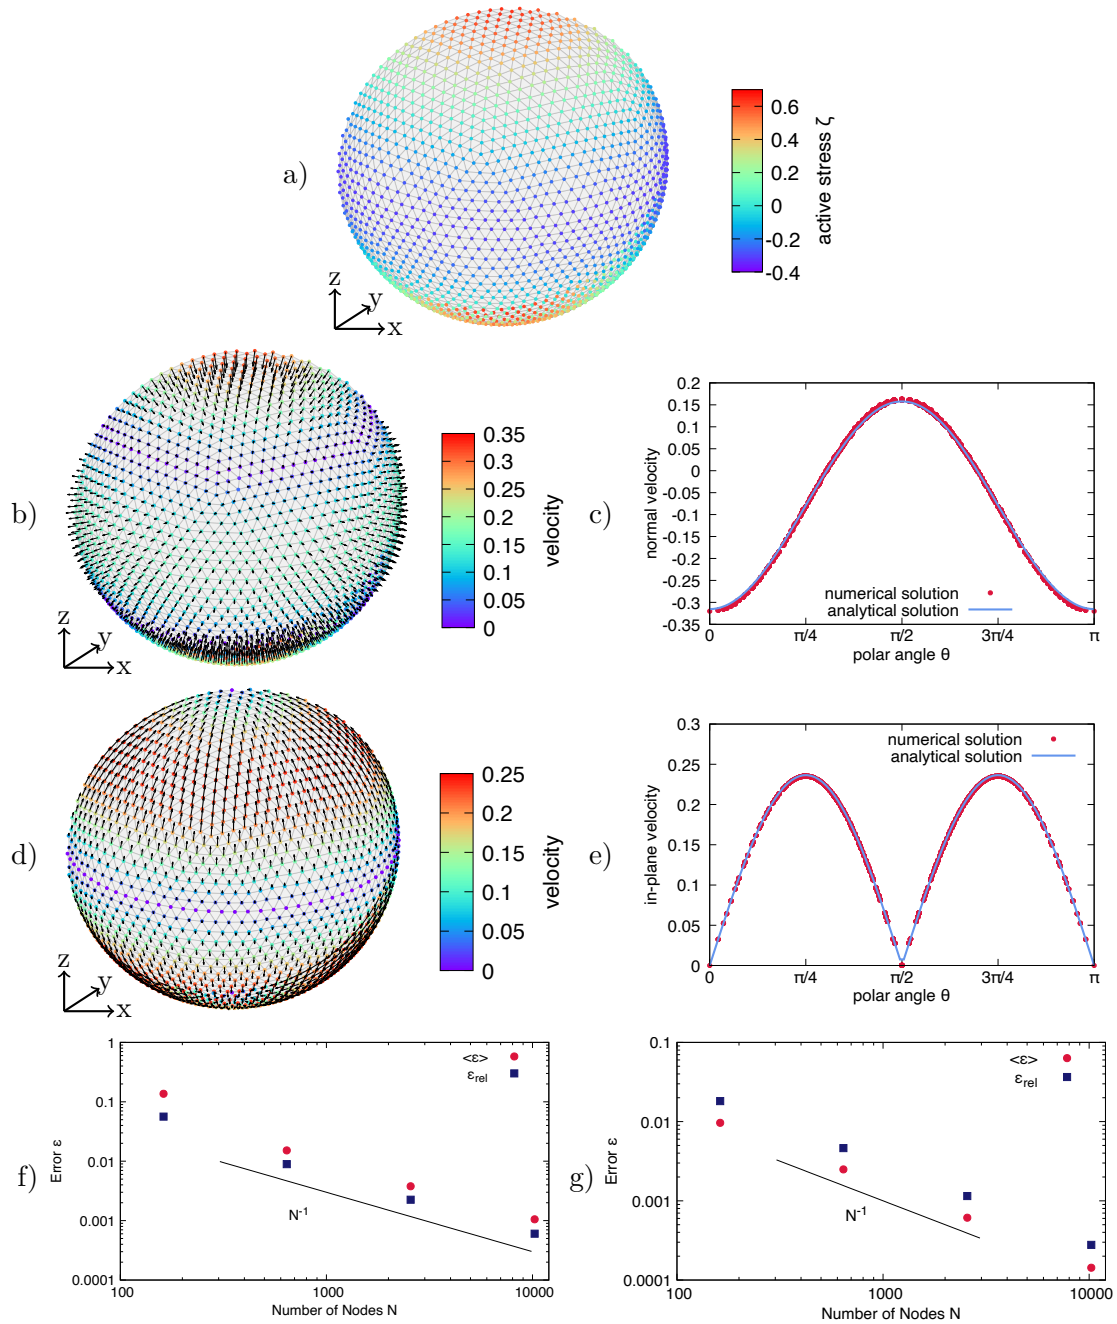 a)
0.6
0.4
0.2
0
-0.2
-0.4
active stress ζ
z
y
x
b)
0.35
0.3
0.25
0.2
0.15
0.1
0.05
0
velocity
z
y
x
c)
normal velocity
0.2
0.15
0.1
0.05
0
-0.05
-0.1
-0.15
-0.2
-0.25
-0.3
-0.35
numerical solution
analytical solution
0 π/4 π/2 3π/4 π
polar angle θ
d)
0.25
0.2
0.15
0.1
0.05
0
velocity
z
y
x
e)
in-plane velocity
0.3
0.25
0.2
0.15
0.1
0.05
0
numerical solution
analytical solution
0 π/4 π/2 3π/4 π
polar angle θ
f)
Error ε
1
0.1
0.01
0.001
0.0001
<ε>
ε_rel
N⁻¹
100 1000 10000
Number of Nodes N
g)
Error ε
0.1
0.01
0.001
0.0001
<ε>
ε_rel
N⁻¹
100 1000 10000
Number of Nodes N